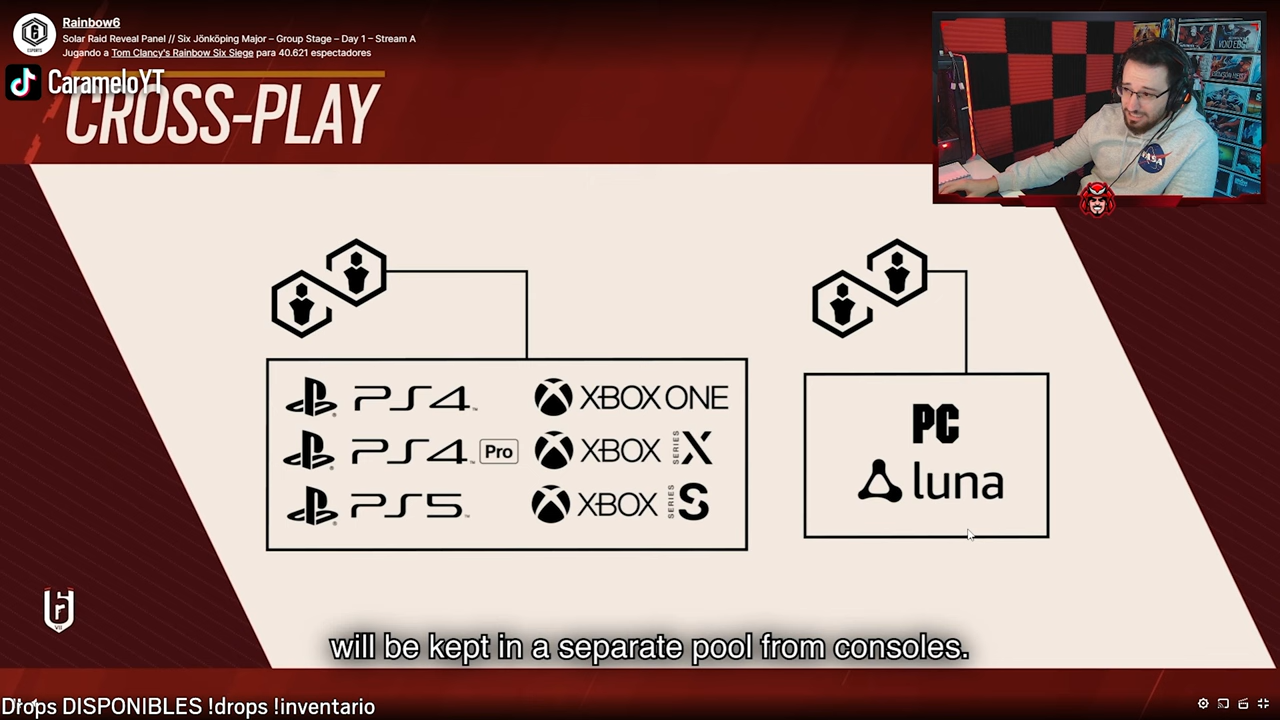 Rainbow6
Solar Raid Reveal Panel // Six Jönköping Major – Group Stage – Day 1 – Stream A
Jugando a Tom Clancy's Rainbow Six Siege para 40.621 espectadores
CarameloYT
CROSS-PLAY
NASA
PS4
XBOX ONE
PS4 Pro
XBOX SERIES X
PS5
XBOX SERIES S
PC
luna
will be kept in a separate pool from consoles.
Drops DISPONIBLES !drops !inventario